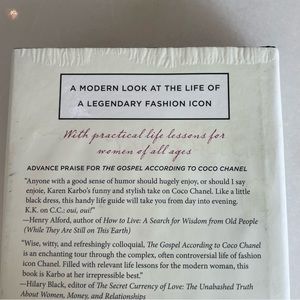 A MODERN LOOK AT THE LIFE OF
A LEGENDARY FASHION ICON
With practical life lessons for
women of all ages
ADVANCE PRAISE FOR THE GOSPEL ACCORDING TO COCO CHANEL
"Anyone with a good sense of humor should hugely enjoy, or should I say
enjoie, Karen Karbo's funny and stylish take on Coco Chanel. Like a little
black dress, this handy life guide will take you from day into evening.
K.K. on C.C.: oui, oui!"
—Henry Alford, author of How to Live: A Search for Wisdom from Old People
(While They Are Still on This Earth)
"Wise, witty, and refreshingly colloquial, The Gospel According to Coco Chanel
is an enchanting tour through the complex, often controversial life of fashion
icon Chanel. Filled with relevant life lessons for the modern woman, this
book is Karbo at her irrepressible best."
—Hilary Black, editor of The Secret Currency of Love: The Unabashed Truth
About Women, Money, and Relationships